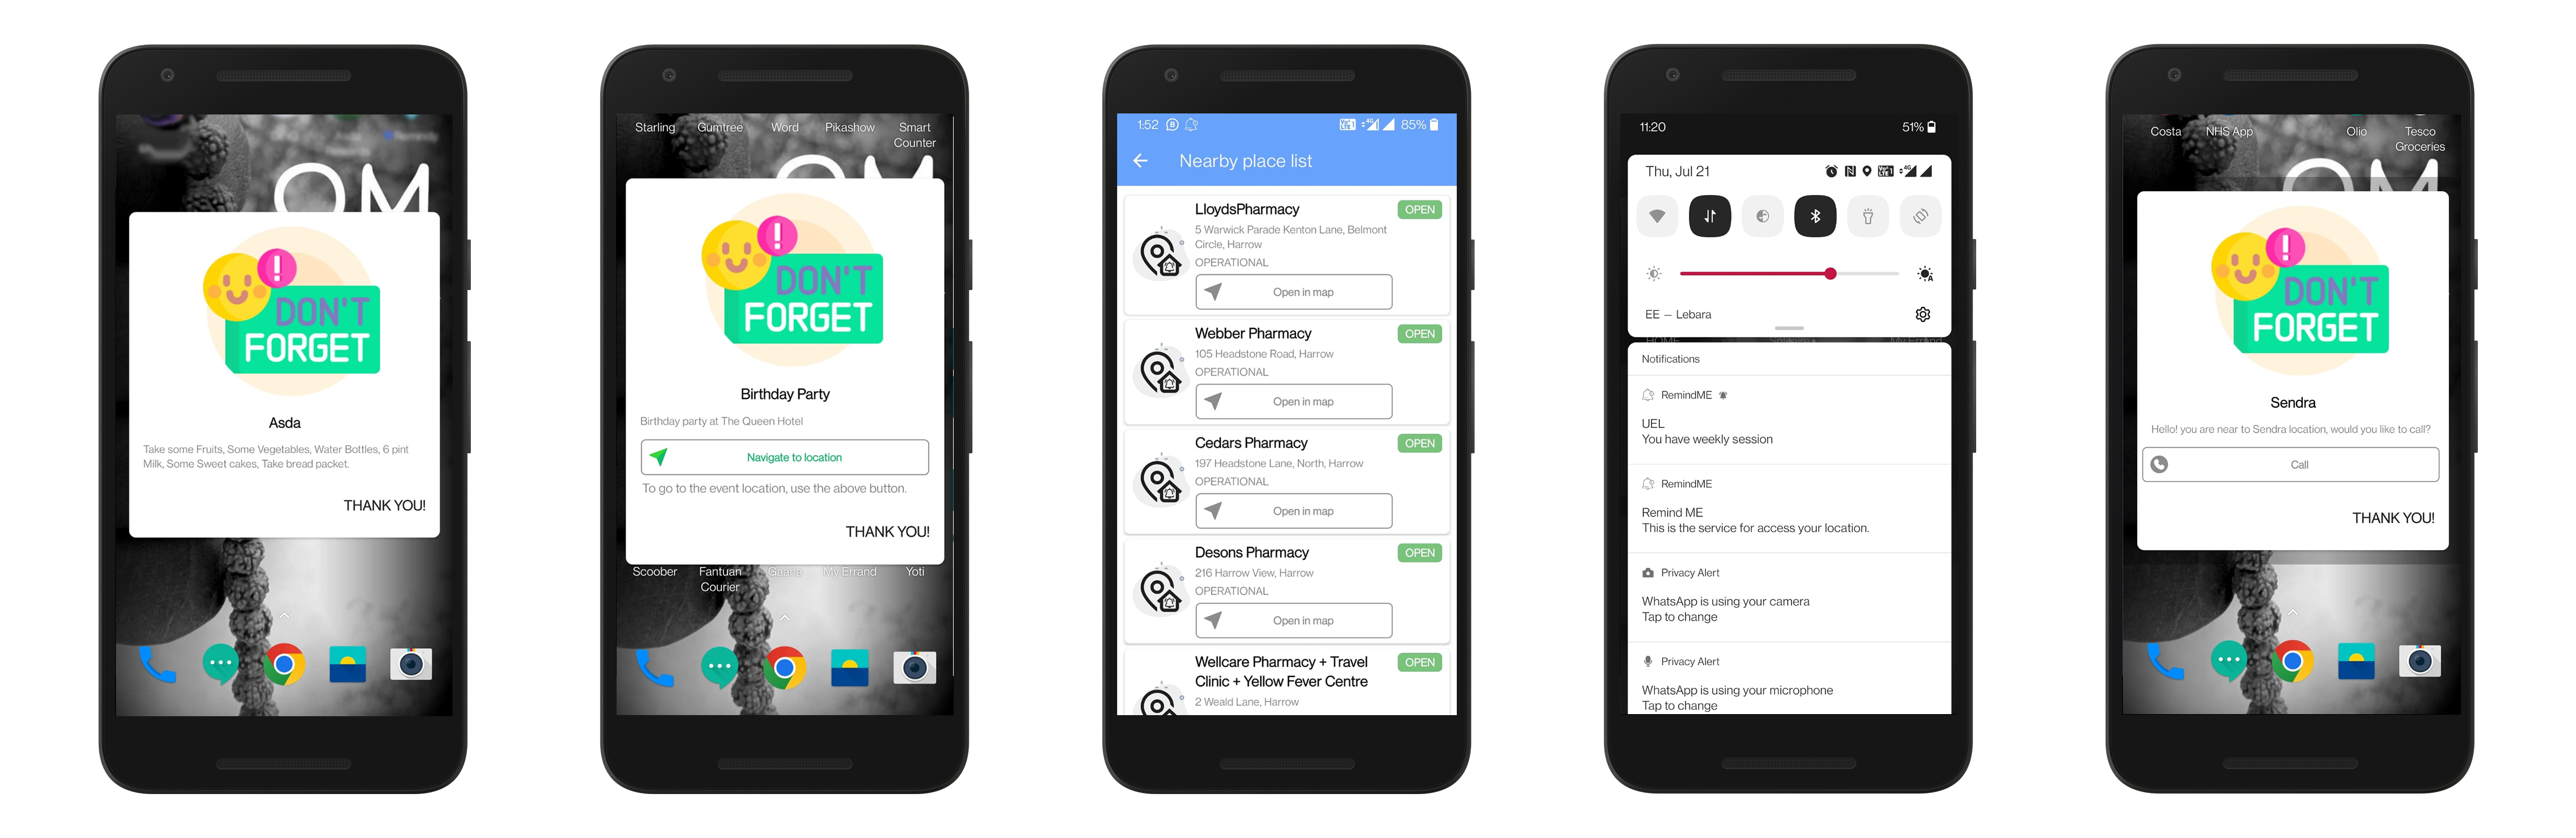 OM
DON'T
FORGET
Asda
Take some Fruits, Some Vegetables, Water Bottles, 6 pint
Milk, Some Sweet cakes, Take bread packet.
THANK YOU!
Starling Gumtree Word Pikashow Smart
Counter
OM
DON'T
FORGET
Birthday Party
Birthday party at The Queen Hotel
Navigate to location
To go to the event location, use the above button.
THANK YOU!
Scoober Fantuan Gaana My Errand Yoti
Courier
1:52 85%
Nearby place list
LloydsPharmacy OPEN
5 Warwick Parade Kenton Lane, Belmont
Circle, Harrow
OPERATIONAL
Open in map
Webber Pharmacy OPEN
105 Headstone Road, Harrow
OPERATIONAL
Open in map
Cedars Pharmacy OPEN
197 Headstone Lane, North, Harrow
OPERATIONAL
Open in map
Desons Pharmacy OPEN
216 Harrow View, Harrow
OPERATIONAL
Open in map
Wellcare Pharmacy + Travel OPEN
Clinic + Yellow Fever Centre
2 Weald Lane, Harrow
11:20 51%
Thu, Jul 21 4G
EE — Lebara
Notifications
RemindME
UEL
You have weekly session
RemindME
Remind ME
This is the service for access your location.
Privacy Alert
WhatsApp is using your camera
Tap to change
Privacy Alert
WhatsApp is using your microphone
Tap to change
Costa NHS App Olio Tesco
Groceries
OM
DON'T
FORGET
Sendra
Hello! you are near to Sendra location, would you like to call?
Call
THANK YOU!